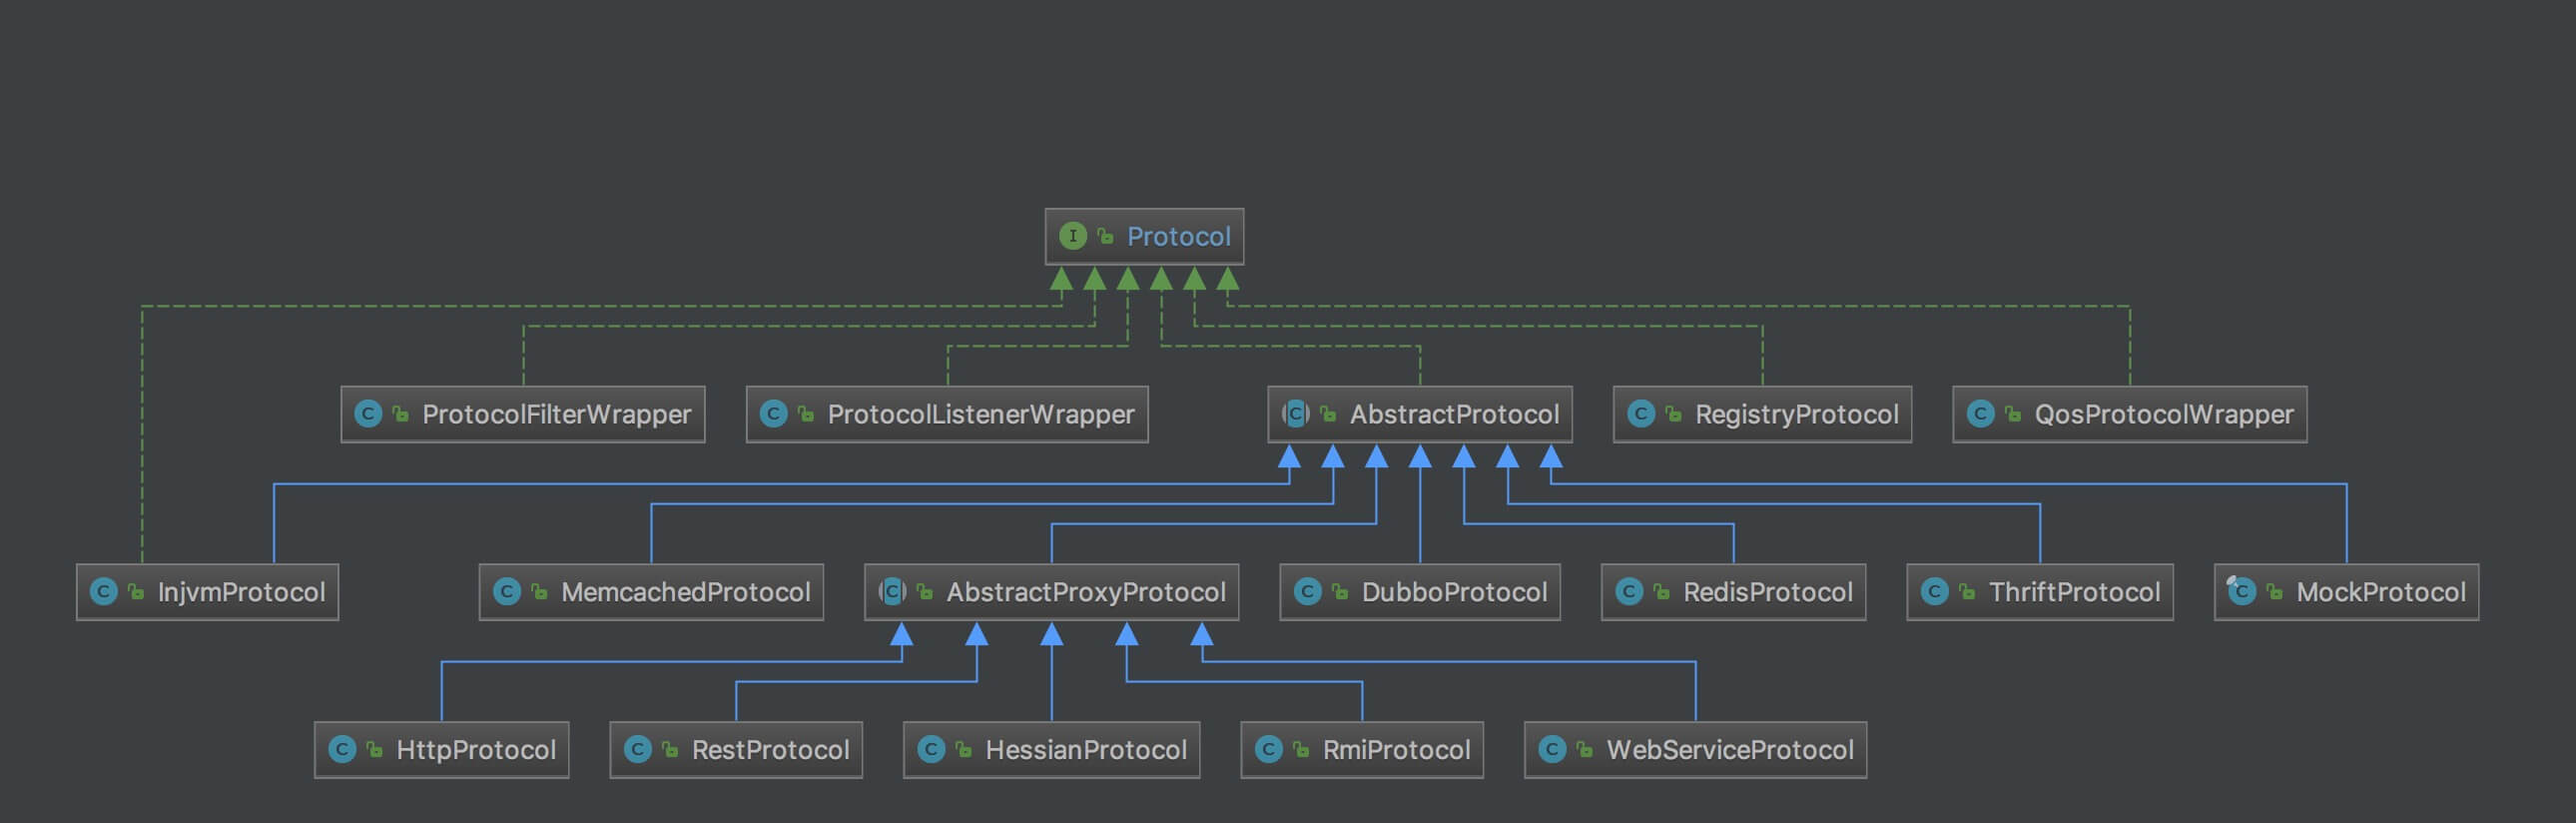 I Protocol
C ProtocolFilterWrapper C ProtocolListenerWrapper C AbstractProtocol C RegistryProtocol C QosProtocolWrapper
C InjvmProtocol C MemcachedProtocol C AbstractProxyProtocol C DubboProtocol C RedisProtocol C ThriftProtocol C MockProtocol
C HttpProtocol C RestProtocol C HessianProtocol C RmiProtocol C WebServiceProtocol